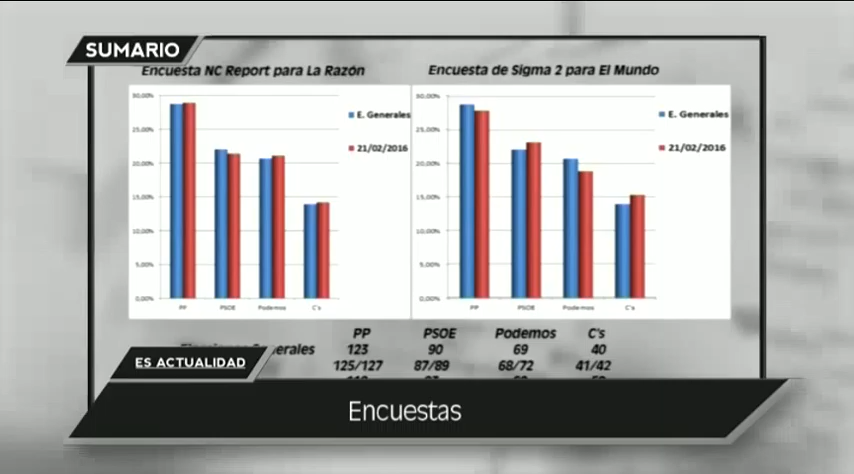 SUMARIO
Encuesta NC Report para La Razón
Encuesta de Sigma 2 para El Mundo
30,00%
25,00%
20,00%
15,00%
10,00%
5,00%
0,00%
PP PSOE Podemos C's
E. Generales
21/02/2016
30,00%
25,00%
20,00%
15,00%
10,00%
5,00%
0,00%
PP PSOE Podemos C's
E. Generales
21/02/2016
PP PSOE Podemos C's
123 90 69 40
125/127 87/89 68/72 41/42
ES ACTUALIDAD
Encuestas